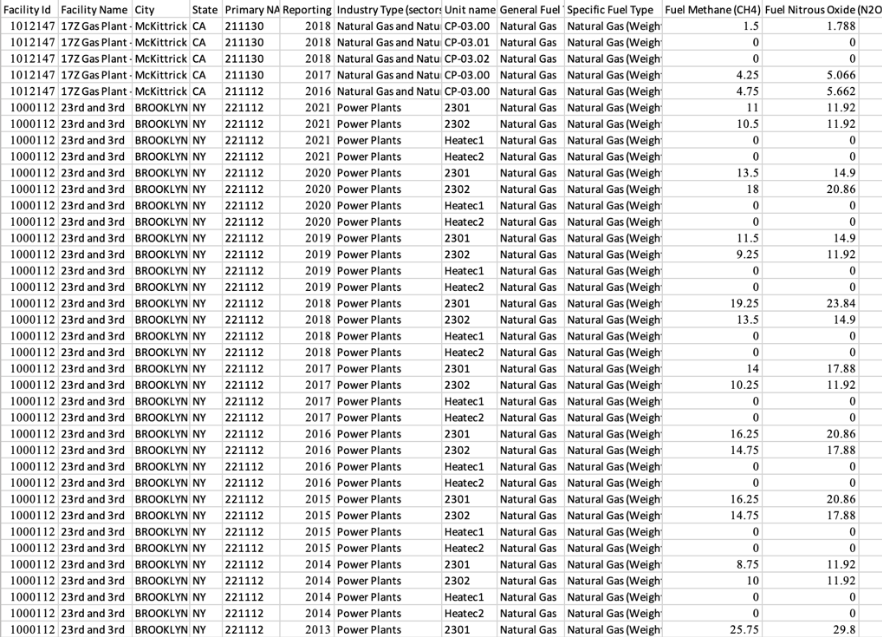 Facility Id Facility Name City State Primary NA Reporting Industry Type (sectors Unit name General Fuel Specific Fuel Type Fuel Methane (CH4) Fuel Nitrous Oxide (N2O
1012147 17Z Gas Plant - McKittrick CA 211130 2018 Natural Gas and Natu CP-03.00 Natural Gas Natural Gas (Weigh 1.5 1.788
1012147 17Z Gas Plant - McKittrick CA 211130 2018 Natural Gas and Natu CP-03.01 Natural Gas Natural Gas (Weigh 0 0
1012147 17Z Gas Plant - McKittrick CA 211130 2018 Natural Gas and Natu CP-03.02 Natural Gas Natural Gas (Weigh 0 0
1012147 17Z Gas Plant - McKittrick CA 211130 2017 Natural Gas and Natu CP-03.00 Natural Gas Natural Gas (Weigh 4.25 5.066
1012147 17Z Gas Plant - McKittrick CA 211112 2016 Natural Gas and Natu CP-03.00 Natural Gas Natural Gas (Weigh 4.75 5.662
1000112 23rd and 3rd BROOKLYN NY 221112 2021 Power Plants 2301 Natural Gas Natural Gas (Weigh 11 11.92
1000112 23rd and 3rd BROOKLYN NY 221112 2021 Power Plants 2302 Natural Gas Natural Gas (Weigh 10.5 11.92
1000112 23rd and 3rd BROOKLYN NY 221112 2021 Power Plants Heatec1 Natural Gas Natural Gas (Weigh 0 0
1000112 23rd and 3rd BROOKLYN NY 221112 2021 Power Plants Heatec2 Natural Gas Natural Gas (Weigh 0 0
1000112 23rd and 3rd BROOKLYN NY 221112 2020 Power Plants 2301 Natural Gas Natural Gas (Weigh 13.5 14.9
1000112 23rd and 3rd BROOKLYN NY 221112 2020 Power Plants 2302 Natural Gas Natural Gas (Weigh 18 20.86
1000112 23rd and 3rd BROOKLYN NY 221112 2020 Power Plants Heatec1 Natural Gas Natural Gas (Weigh 0 0
1000112 23rd and 3rd BROOKLYN NY 221112 2020 Power Plants Heatec2 Natural Gas Natural Gas (Weigh 0 0
1000112 23rd and 3rd BROOKLYN NY 221112 2019 Power Plants 2301 Natural Gas Natural Gas (Weigh 11.5 14.9
1000112 23rd and 3rd BROOKLYN NY 221112 2019 Power Plants 2302 Natural Gas Natural Gas (Weigh 9.25 11.92
1000112 23rd and 3rd BROOKLYN NY 221112 2019 Power Plants Heatec1 Natural Gas Natural Gas (Weigh 0 0
1000112 23rd and 3rd BROOKLYN NY 221112 2019 Power Plants Heatec2 Natural Gas Natural Gas (Weigh 0 0
1000112 23rd and 3rd BROOKLYN NY 221112 2018 Power Plants 2301 Natural Gas Natural Gas (Weigh 19.25 23.84
1000112 23rd and 3rd BROOKLYN NY 221112 2018 Power Plants 2302 Natural Gas Natural Gas (Weigh 13.5 14.9
1000112 23rd and 3rd BROOKLYN NY 221112 2018 Power Plants Heatec1 Natural Gas Natural Gas (Weigh 0 0
1000112 23rd and 3rd BROOKLYN NY 221112 2018 Power Plants Heatec2 Natural Gas Natural Gas (Weigh 0 0
1000112 23rd and 3rd BROOKLYN NY 221112 2017 Power Plants 2301 Natural Gas Natural Gas (Weigh 14 17.88
1000112 23rd and 3rd BROOKLYN NY 221112 2017 Power Plants 2302 Natural Gas Natural Gas (Weigh 10.25 11.92
1000112 23rd and 3rd BROOKLYN NY 221112 2017 Power Plants Heatec1 Natural Gas Natural Gas (Weigh 0 0
1000112 23rd and 3rd BROOKLYN NY 221112 2017 Power Plants Heatec2 Natural Gas Natural Gas (Weigh 0 0
1000112 23rd and 3rd BROOKLYN NY 221112 2016 Power Plants 2301 Natural Gas Natural Gas (Weigh 16.25 20.86
1000112 23rd and 3rd BROOKLYN NY 221112 2016 Power Plants 2302 Natural Gas Natural Gas (Weigh 14.75 17.88
1000112 23rd and 3rd BROOKLYN NY 221112 2016 Power Plants Heatec1 Natural Gas Natural Gas (Weigh 0 0
1000112 23rd and 3rd BROOKLYN NY 221112 2016 Power Plants Heatec2 Natural Gas Natural Gas (Weigh 0 0
1000112 23rd and 3rd BROOKLYN NY 221112 2015 Power Plants 2301 Natural Gas Natural Gas (Weigh 16.25 20.86
1000112 23rd and 3rd BROOKLYN NY 221112 2015 Power Plants 2302 Natural Gas Natural Gas (Weigh 14.75 17.88
1000112 23rd and 3rd BROOKLYN NY 221112 2015 Power Plants Heatec1 Natural Gas Natural Gas (Weigh 0 0
1000112 23rd and 3rd BROOKLYN NY 221112 2015 Power Plants Heatec2 Natural Gas Natural Gas (Weigh 0 0
1000112 23rd and 3rd BROOKLYN NY 221112 2014 Power Plants 2301 Natural Gas Natural Gas (Weigh 8.75 11.92
1000112 23rd and 3rd BROOKLYN NY 221112 2014 Power Plants 2302 Natural Gas Natural Gas (Weigh 10 11.92
1000112 23rd and 3rd BROOKLYN NY 221112 2014 Power Plants Heatec1 Natural Gas Natural Gas (Weigh 0 0
1000112 23rd and 3rd BROOKLYN NY 221112 2014 Power Plants Heatec2 Natural Gas Natural Gas (Weigh 0 0
1000112 23rd and 3rd BROOKLYN NY 221112 2013 Power Plants 2301 Natural Gas Natural Gas (Weigh 25.75 29.8